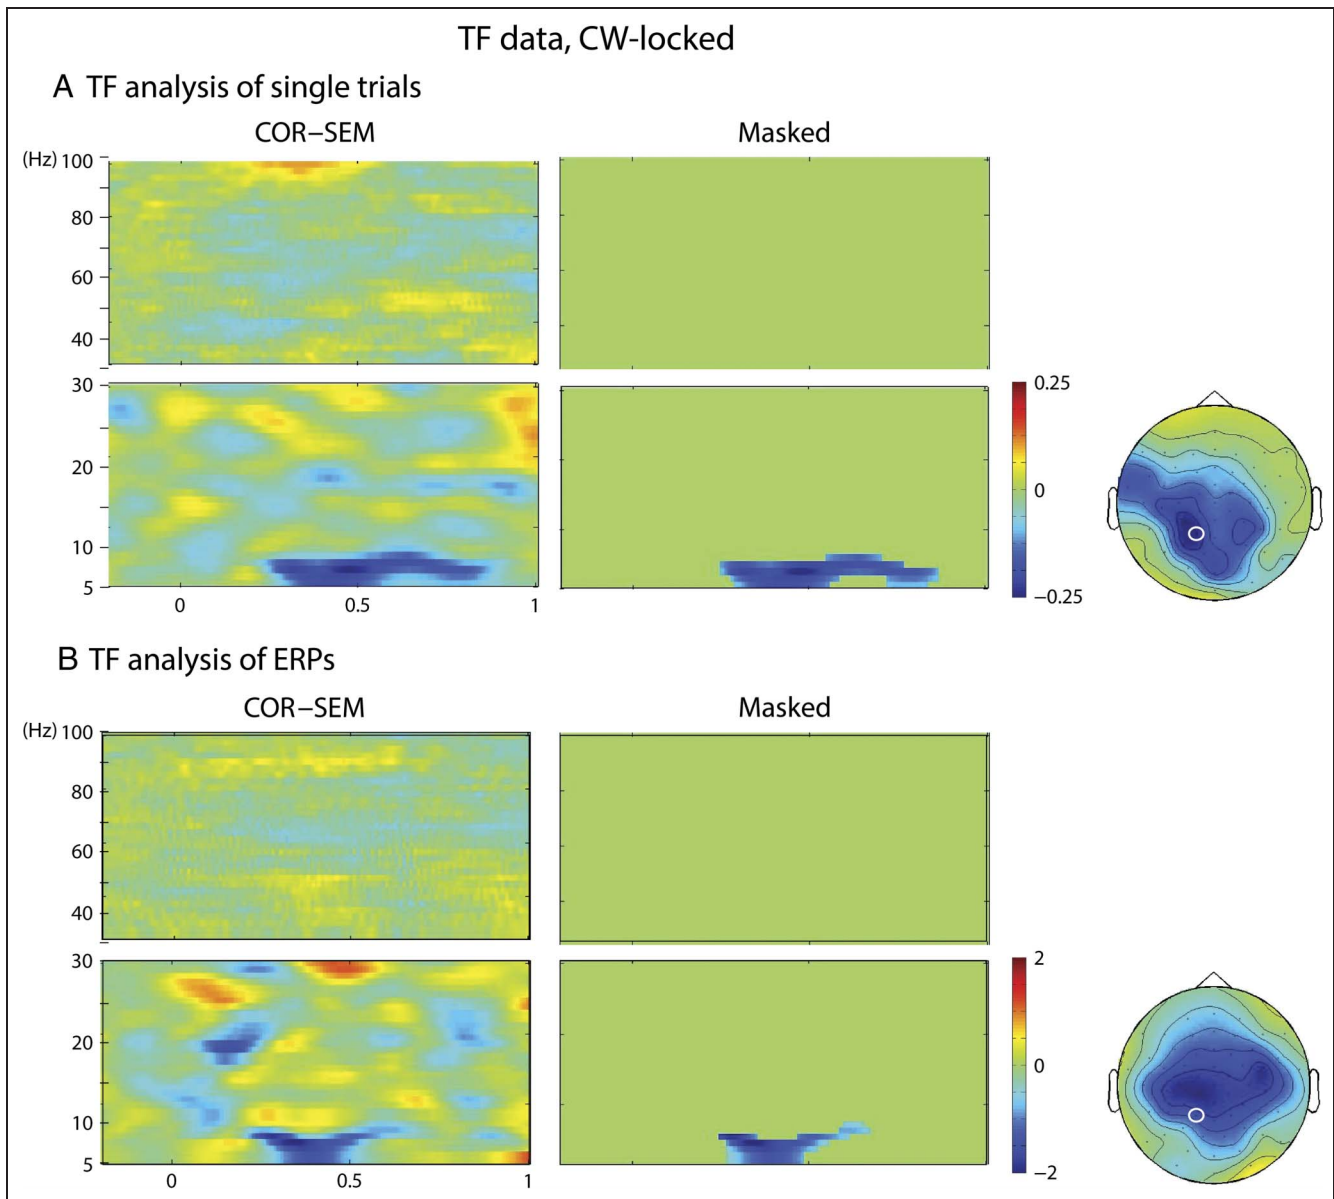 TF data, CW-locked
A TF analysis of single trials
COR–SEM Masked
(Hz) 100
80
60
40
30
20
10
5
0 0.5 1
0.25
0
−0.25
B TF analysis of ERPs
COR–SEM Masked
(Hz) 100
80
60
40
30
20
10
5
0 0.5 1
2
0
−2